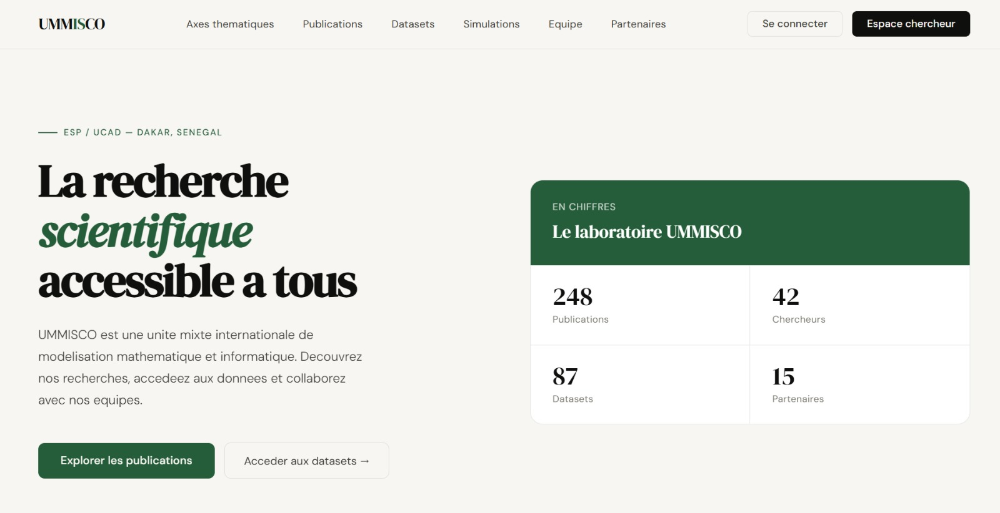 UMMISCO
Axes thematiques
Publications
Datasets
Simulations
Equipe
Partenaires
Se connecter
Espace chercheur
ESP / UCAD — DAKAR, SENEGAL
La recherche
scientifique
accessible a tous
UMMISCO est une unite mixte internationale de
modelisation mathematique et informatique. Decouvrez
nos recherches, accedeez aux donnees et collaborez
avec nos equipes.
Explorer les publications
Acceder aux datasets →
EN CHIFFRES
Le laboratoire UMMISCO
248
Publications
42
Chercheurs
87
Datasets
15
Partenaires